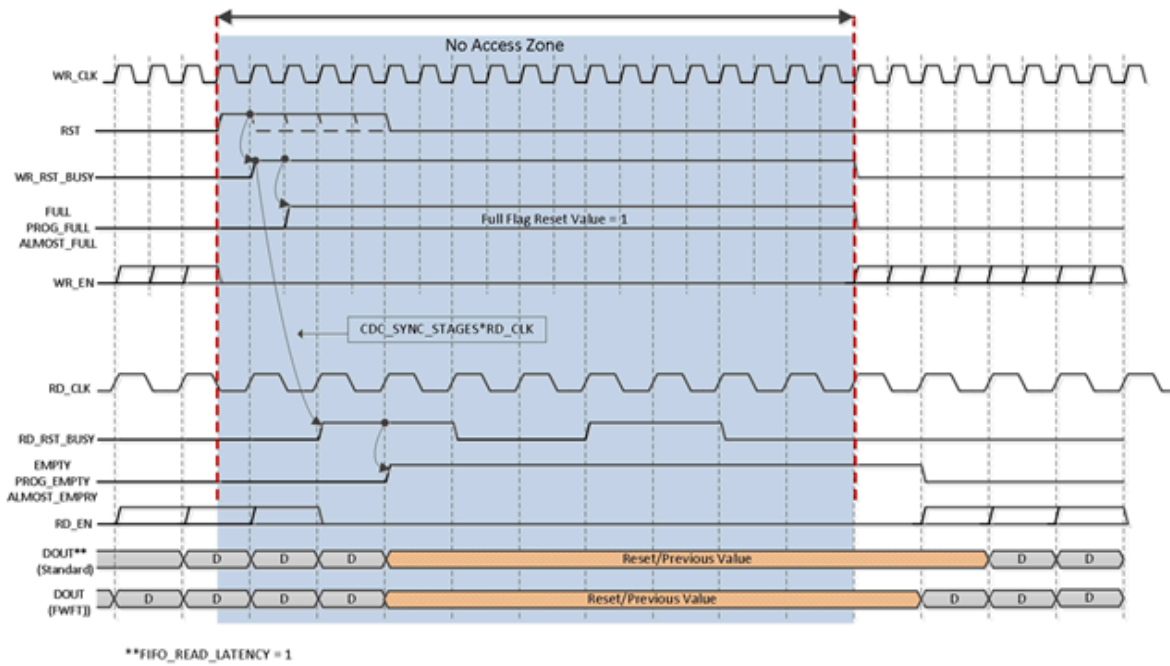 No Access Zone
WR_CLK
RST
WR_RST_BUSY
FULL
PROG_FULL
ALMOST_FULL
Full Flag Reset Value = 1
WR_EN
CDC_SYNC_STAGES*RD_CLK
RD_CLK
RD_RST_BUSY
EMPTY
PROG_EMPTY
ALMOST_EMPRY
RD_EN
DOUT**
(Standard)
D D D Reset/Previous Value D D
DOUT
(FWFT))
D D D D Reset/Previous Value D D D
**FIFO_READ_LATENCY = 1